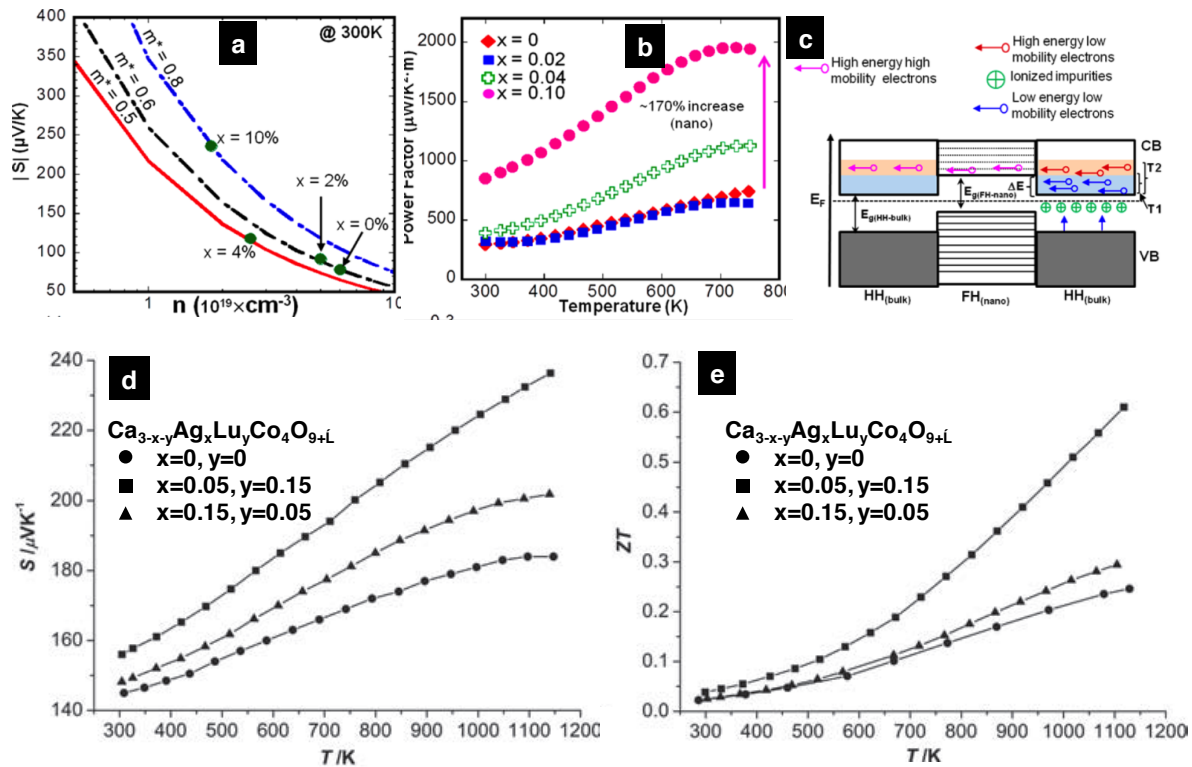 a
@ 300K
400
350
300
250
200
150
100
50
|S| (μV/K)
m* = 0.8
m* = 0.6
m* = 0.5
x = 10%
x = 2%
x = 0%
x = 4%
1
10
n (10¹⁹×cm⁻³)
b
Power Factor (μW/K²·m)
2000
1500
1000
500
0
x = 0
x = 0.02
x = 0.04
x = 0.10
~170% increase
(nano)
300 400 500 600 700 800
Temperature (K)
c
High energy high
mobility electrons
High energy low
mobility electrons
Ionized impurities
Low energy low
mobility electrons
CB
T2
ΔE
T1
E_F
E_g(HH-bulk)
E_g(FH-nano)
VB
HH(bulk)
FH(nano)
HH(bulk)
d
240
220
200
180
160
140
S /μVK⁻¹
Ca₃₋ₓ₋ᵧAgₓLuᵧCo₄O₉₊Ĺ
x=0, y=0
x=0.05, y=0.15
x=0.15, y=0.05
300 400 500 600 700 800 900 1000 1100 1200
T /K
e
0.7
0.6
0.5
0.4
0.3
0.2
0.1
0.0
ZT
Ca₃₋ₓ₋ᵧAgₓLuᵧCo₄O₉₊Ĺ
x=0, y=0
x=0.05, y=0.15
x=0.15, y=0.05
300 400 500 600 700 800 900 1000 1100 1200
T /K